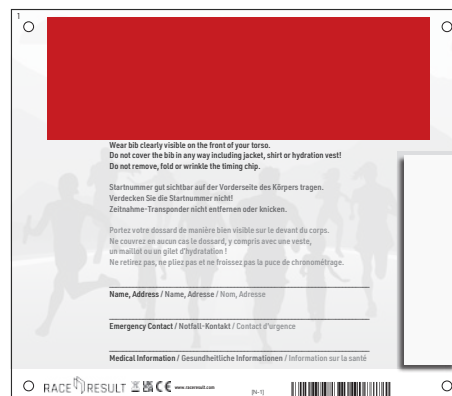 1
Wear bib clearly visible on the front of your torso.
Do not cover the bib in any way including jacket, shirt or hydration vest!
Do not remove, fold or wrinkle the timing chip.
Startnummer gut sichtbar auf der Vorderseite des Körpers tragen.
Verdecken Sie die Startnummer nicht!
Zeitnahme-Transponder nicht entfernen oder knicken.
Portez votre dossard de manière bien visible sur le devant du corps.
Ne couvrez en aucun cas le dossard, y compris avec une veste,
un maillot ou un gilet d'hydratation !
Ne retirez pas, ne pliez pas et ne froissez pas la puce de chronométrage.
Name, Address / Name, Adresse / Nom, Adresse
Emergency Contact / Notfall-Kontakt / Contact d'urgence
Medical Information / Gesundheitliche Informationen / Information sur la santé
RACE RESULT CE www.raceresult.com [N-1]